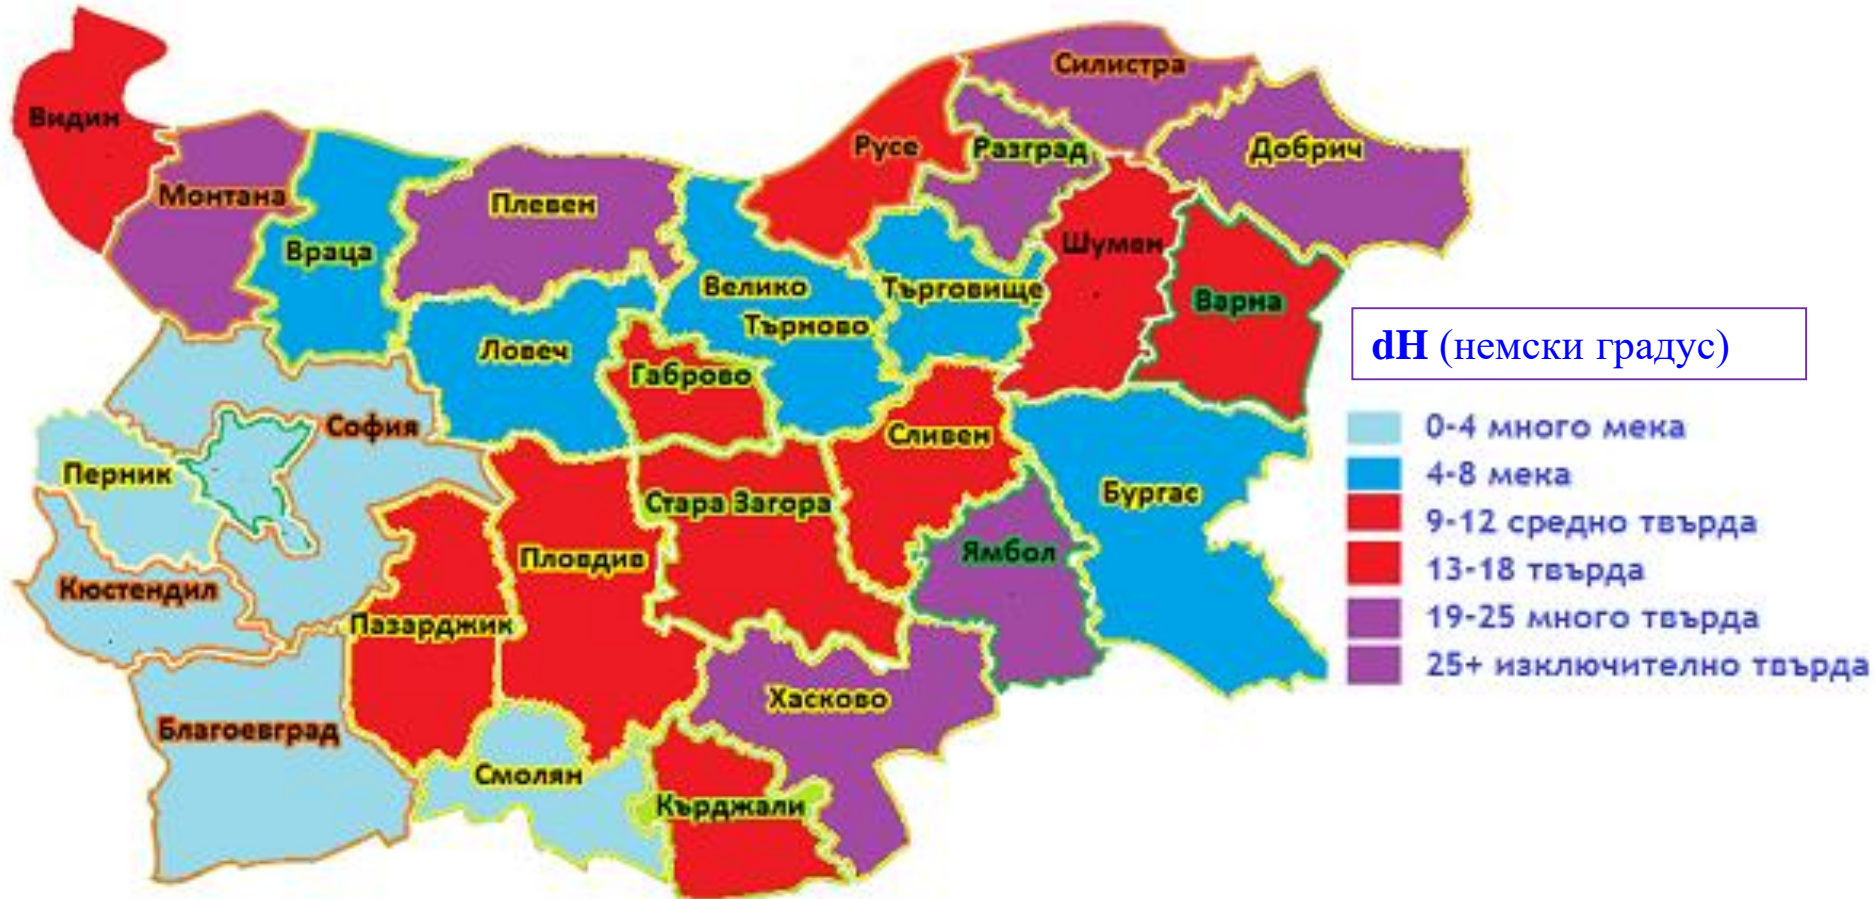 Видин
Монтана
Враца
Плевен
Ловеч
Велико
Търново
Русе
Разград
Силистра
Добрич
Търговище
Шумен
Варна
Габрово
София
Перник
Кюстендил
Благоевград
Пазарджик
Пловдив
Стара Загора
Сливен
Ямбол
Бургас
Хасково
Смолян
Кърджали
dH (немски градус)
0-4 много мека
4-8 мека
9-12 средно твърда
13-18 твърда
19-25 много твърда
25+ изключително твърда